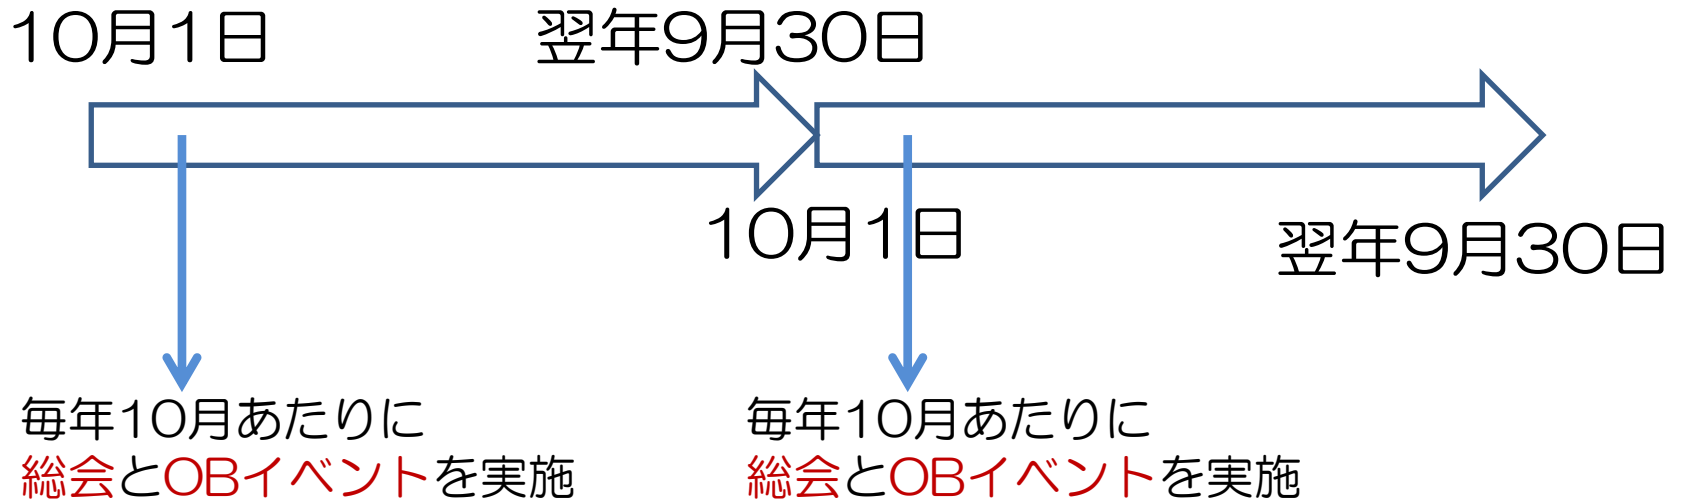 10月1日
翌年9月30日
10月1日
翌年9月30日
毎年10月あたりに
総会とOBイベントを実施
毎年10月あたりに
総会とOBイベントを実施